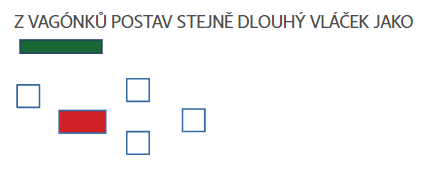 Z VAGÓNKŮ POSTAV STEJNĚ DLOUHÝ VLÁČEK JAKO